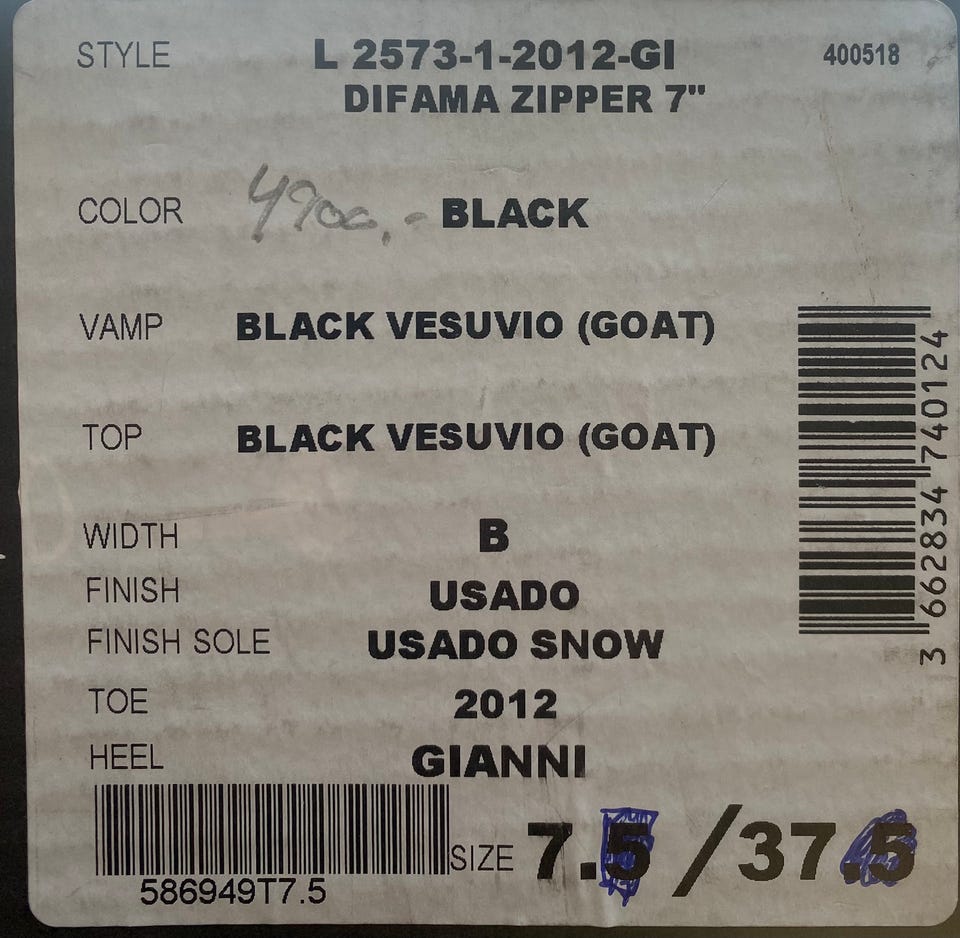 STYLE L 2573-1-2012-GI 400518
DIFAMA ZIPPER 7"
COLOR 4900,- BLACK
VAMP BLACK VESUVIO (GOAT)
TOP BLACK VESUVIO (GOAT)
3 662834 740124
WIDTH B
FINISH USADO
FINISH SOLE USADO SNOW
TOE 2012
HEEL GIANNI
SIZE 7.5 / 37.5
586949T7.5